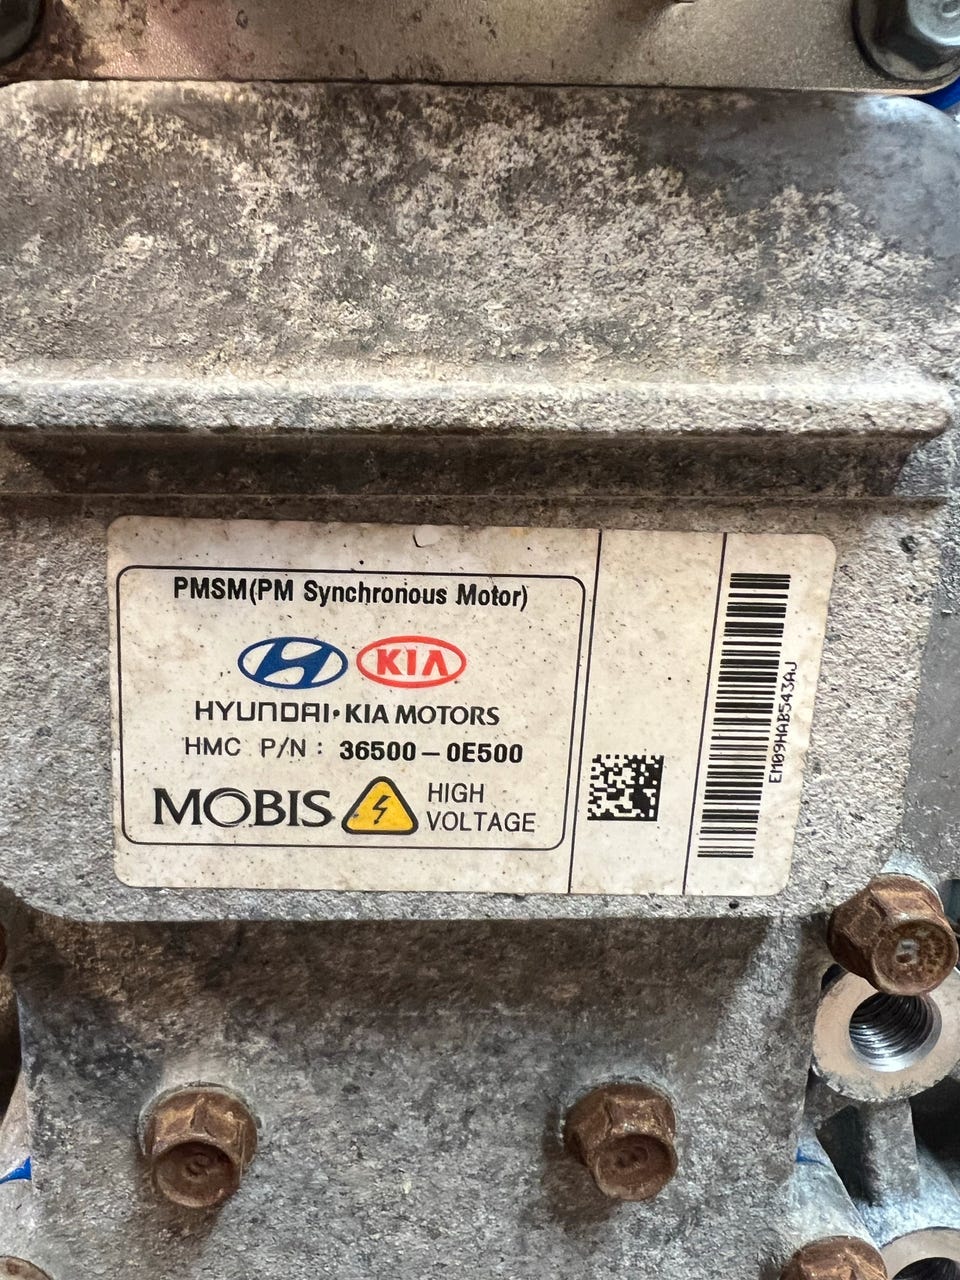 PMSM(PM Synchronous Motor)
KIA
HYUNDAI•KIA MOTORS
HMC P/N : 36500-0E500
MOBIS HIGH
VOLTAGE
EM09HAB543AJ